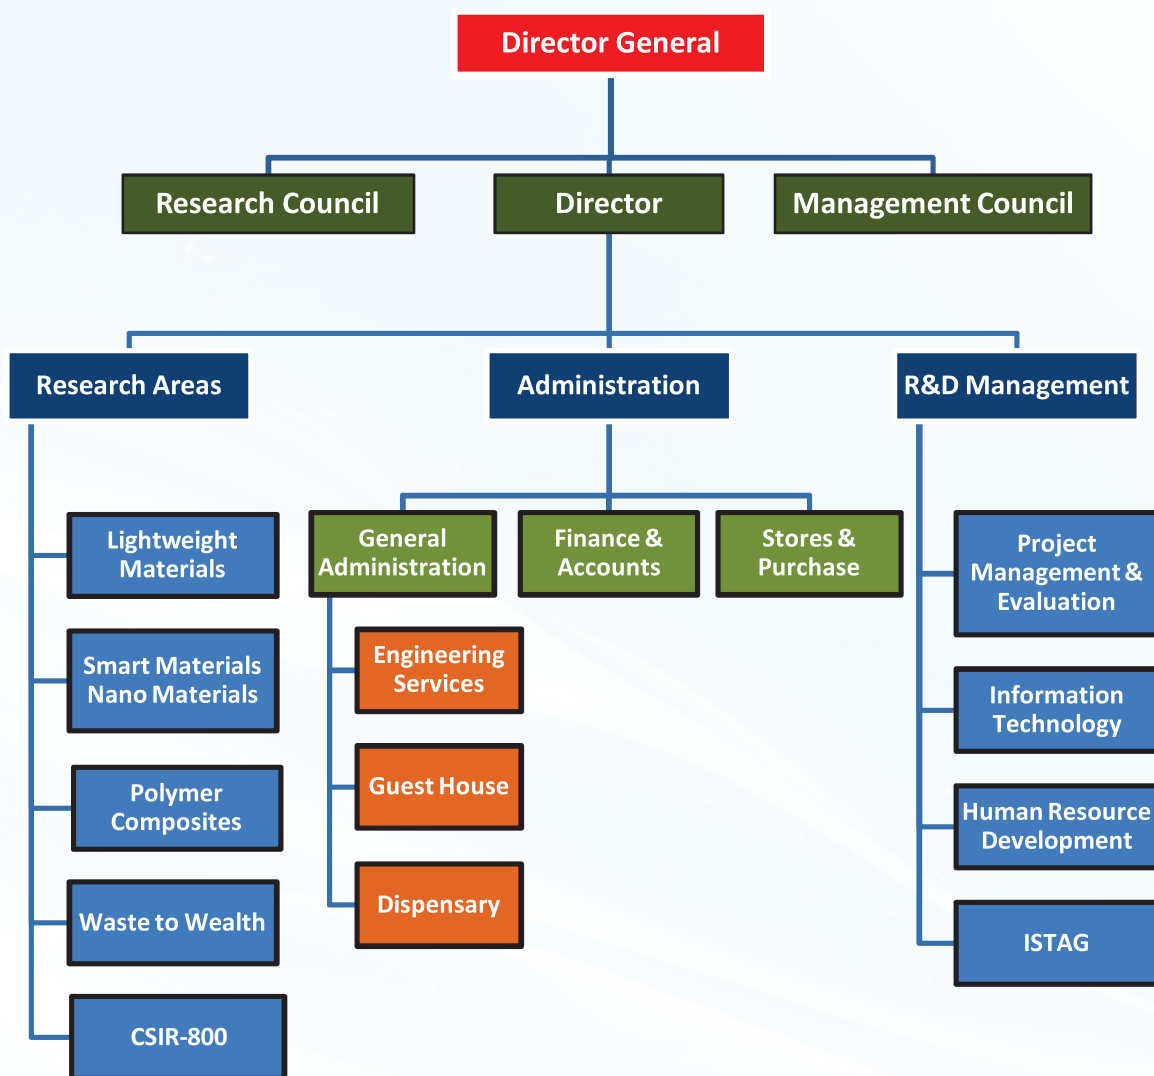 Director General
Research Council
Director
Management Council
Research Areas
Administration
R&D Management
Lightweight
Materials
Smart Materials
Nano Materials
Polymer
Composites
Waste to Wealth
CSIR-800
General
Administration
Finance &
Accounts
Stores &
Purchase
Engineering
Services
Guest House
Dispensary
Project
Management &
Evaluation
Information
Technology
Human Resource
Development
ISTAG